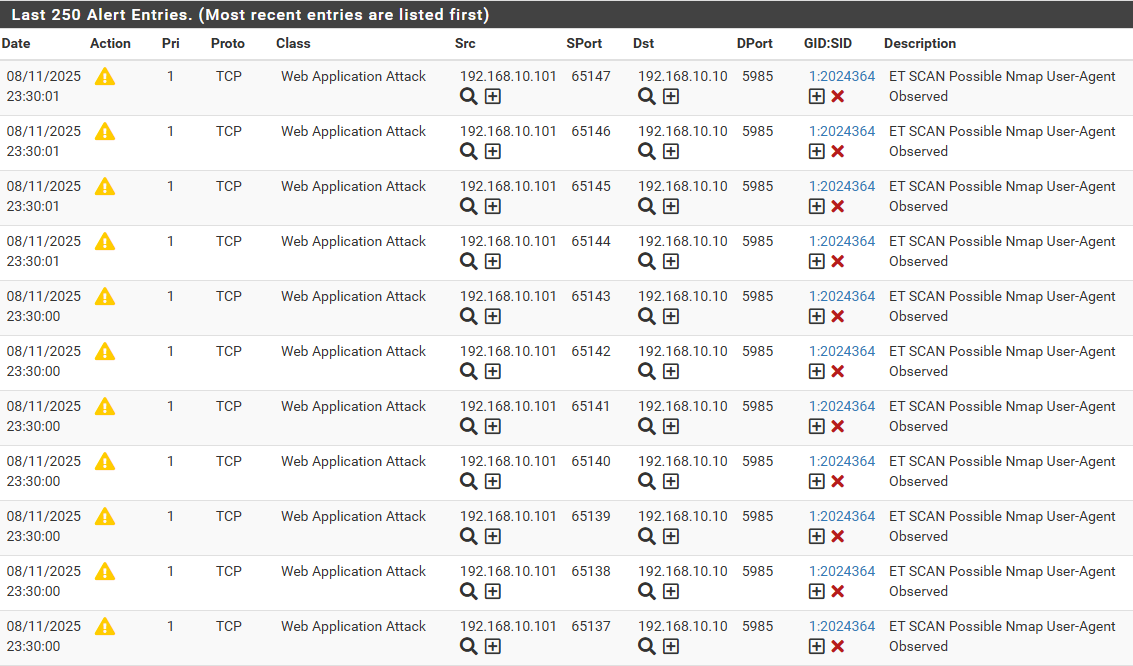 Last 250 Alert Entries. (Most recent entries are listed first)
Date Action Pri Proto Class Src SPort Dst DPort GID:SID Description
08/11/2025 1 TCP Web Application Attack 192.168.10.101 65147 192.168.10.10 5985 1:2024364 ET SCAN Possible Nmap User-Agent
23:30:01 Observed
08/11/2025 1 TCP Web Application Attack 192.168.10.101 65146 192.168.10.10 5985 1:2024364 ET SCAN Possible Nmap User-Agent
23:30:01 Observed
08/11/2025 1 TCP Web Application Attack 192.168.10.101 65145 192.168.10.10 5985 1:2024364 ET SCAN Possible Nmap User-Agent
23:30:01 Observed
08/11/2025 1 TCP Web Application Attack 192.168.10.101 65144 192.168.10.10 5985 1:2024364 ET SCAN Possible Nmap User-Agent
23:30:01 Observed
08/11/2025 1 TCP Web Application Attack 192.168.10.101 65143 192.168.10.10 5985 1:2024364 ET SCAN Possible Nmap User-Agent
23:30:00 Observed
08/11/2025 1 TCP Web Application Attack 192.168.10.101 65142 192.168.10.10 5985 1:2024364 ET SCAN Possible Nmap User-Agent
23:30:00 Observed
08/11/2025 1 TCP Web Application Attack 192.168.10.101 65141 192.168.10.10 5985 1:2024364 ET SCAN Possible Nmap User-Agent
23:30:00 Observed
08/11/2025 1 TCP Web Application Attack 192.168.10.101 65140 192.168.10.10 5985 1:2024364 ET SCAN Possible Nmap User-Agent
23:30:00 Observed
08/11/2025 1 TCP Web Application Attack 192.168.10.101 65139 192.168.10.10 5985 1:2024364 ET SCAN Possible Nmap User-Agent
23:30:00 Observed
08/11/2025 1 TCP Web Application Attack 192.168.10.101 65138 192.168.10.10 5985 1:2024364 ET SCAN Possible Nmap User-Agent
23:30:00 Observed
08/11/2025 1 TCP Web Application Attack 192.168.10.101 65137 192.168.10.10 5985 1:2024364 ET SCAN Possible Nmap User-Agent
23:30:00 Observed